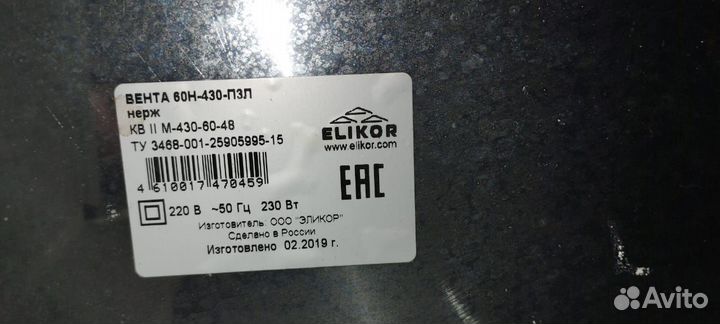 ВЕНТА 60Н-430-П3Л
нерж
КВ II М-430-60-48
ТУ 3468-001-25905995-15
ELIKOR
www.elikor.com
4 610017 470459
EAC
220 В ~50 Гц 230 Вт
Изготовитель ООО "ЭЛИКОР"
Сделано в России
Изготовлено 02.2019 г.
Avito